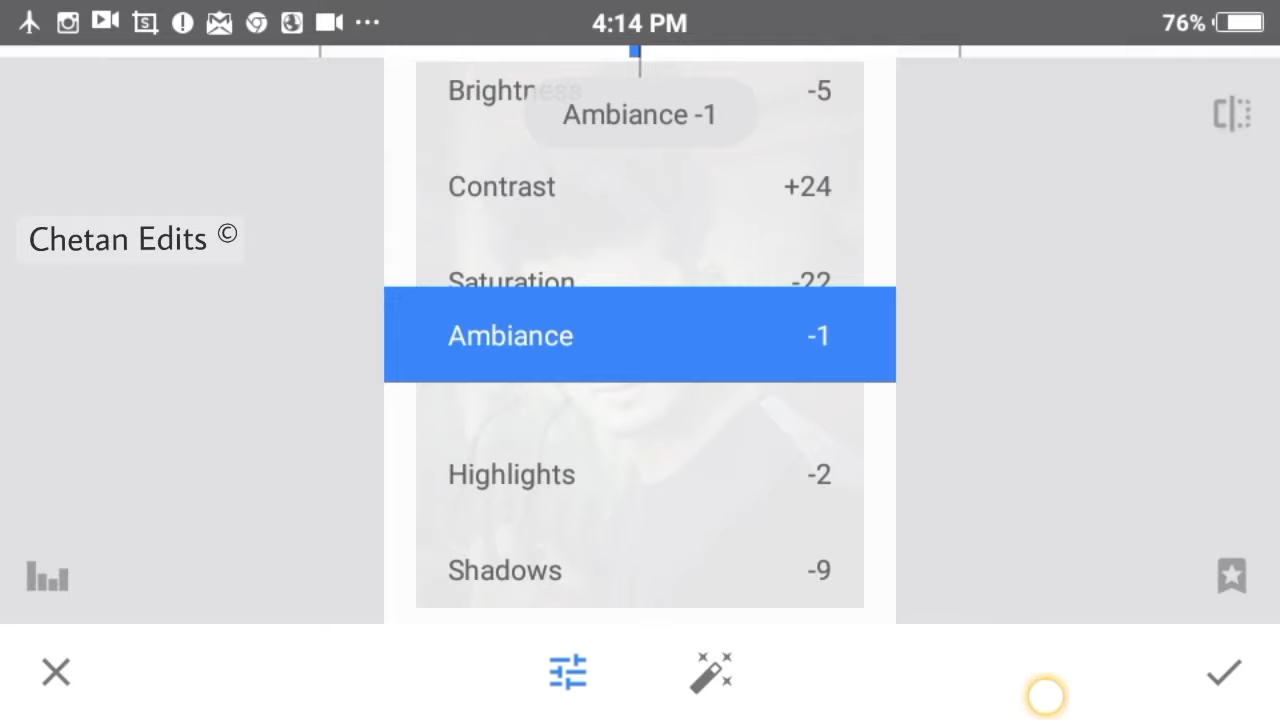 4:14 PM
76%
Brightness -5
Ambiance -1
Contrast +24
Chetan Edits ©
Saturation -22
Ambiance -1
Highlights -2
Shadows -9